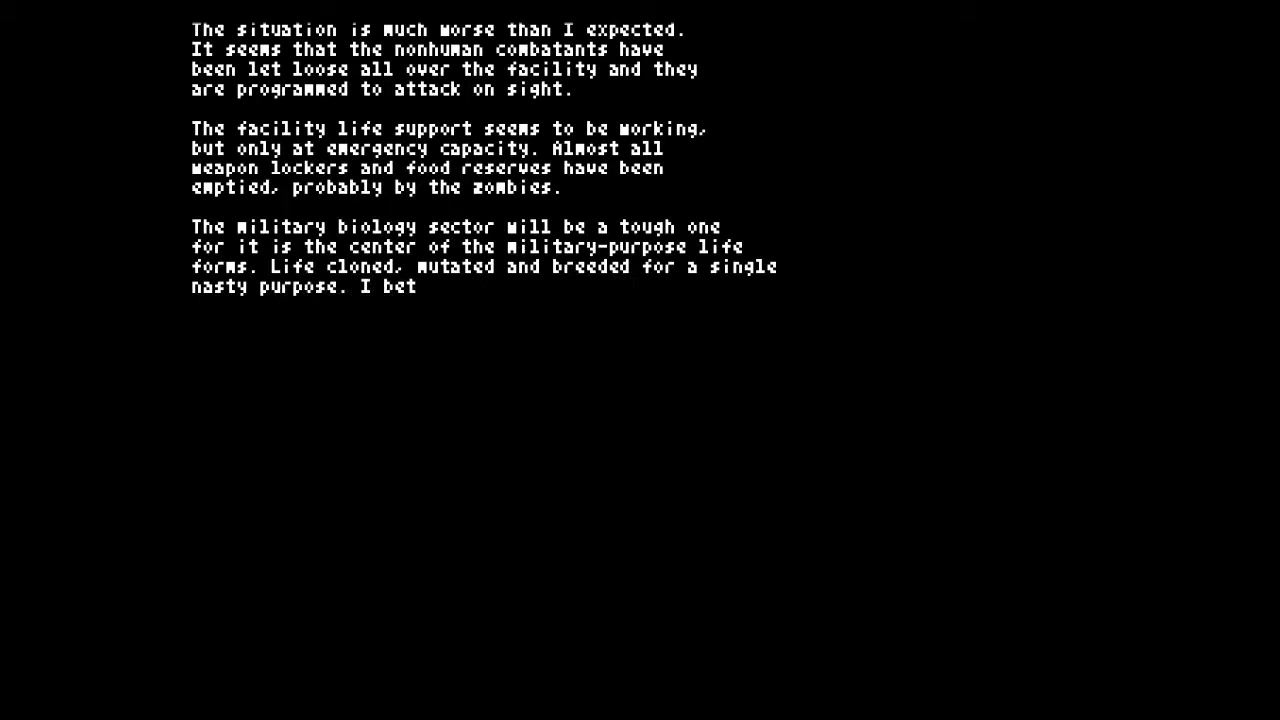 The situation is much worse than I expected.
It seems that the nonhuman combatants have
been let loose all over the facility and they
are programmed to attack on sight.
The facility life support seems to be working,
but only at emergency capacity. Almost all
weapon lockers and food reserves have been
emptied, probably by the zombies.
The military biology sector will be a tough one
for it is the center of the military-purpose life
forms. Life cloned, mutated and breeded for a single
nasty purpose. I bet